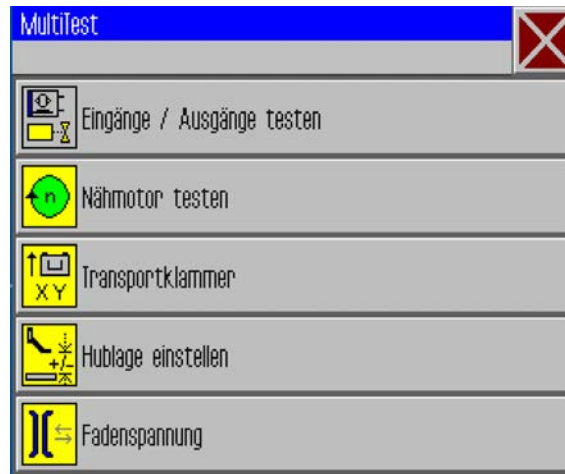 MultiTest
Eingänge / Ausgänge testen
n
Nähmotor testen
X Y
Transportklammer
+/-
Hublage einstellen
Fadenspannung